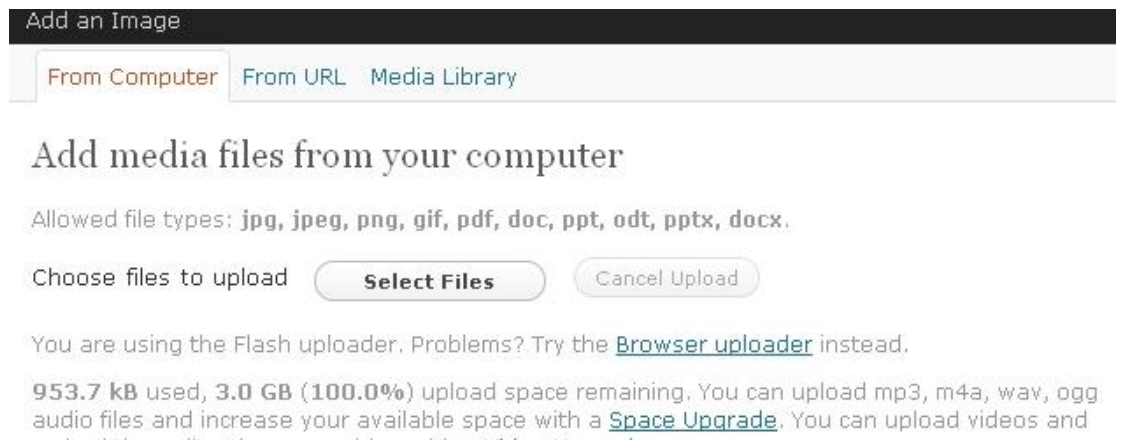 Add an Image
From Computer From URL Media Library
Add media files from your computer
Allowed file types: jpg, jpeg, png, gif, pdf, doc, ppt, odt, pptx, docx.
Choose files to upload Select Files Cancel Upload
You are using the Flash uploader. Problems? Try the Browser uploader instead.
953.7 kB used, 3.0 GB (100.0%) upload space remaining. You can upload mp3, m4a, wav, ogg
audio files and increase your available space with a Space Upgrade. You can upload videos and